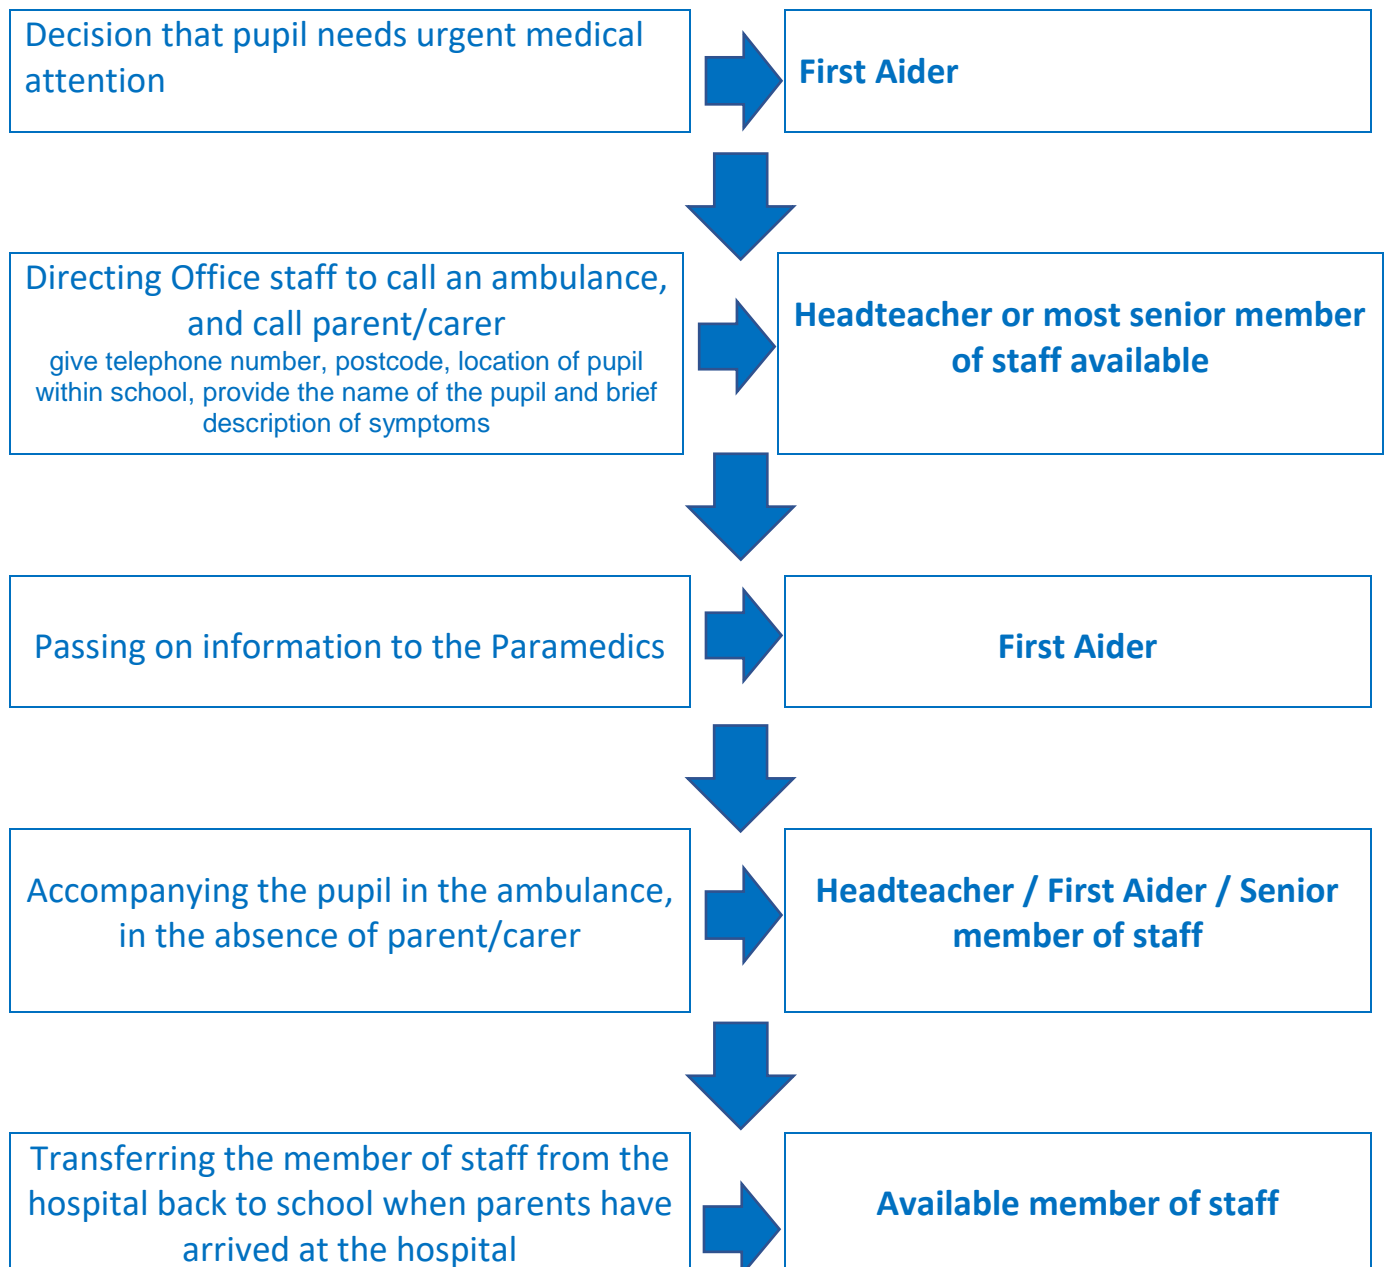 Decision that pupil needs urgent medical
attention
First Aider
Directing Office staff to call an ambulance,
and call parent/carer
give telephone number, postcode, location of pupil
within school, provide the name of the pupil and brief
description of symptoms
Headteacher or most senior member
of staff available
Passing on information to the Paramedics
First Aider
Accompanying the pupil in the ambulance,
in the absence of parent/carer
Headteacher / First Aider / Senior
member of staff
Transferring the member of staff from the
hospital back to school when parents have
arrived at the hospital
Available member of staff